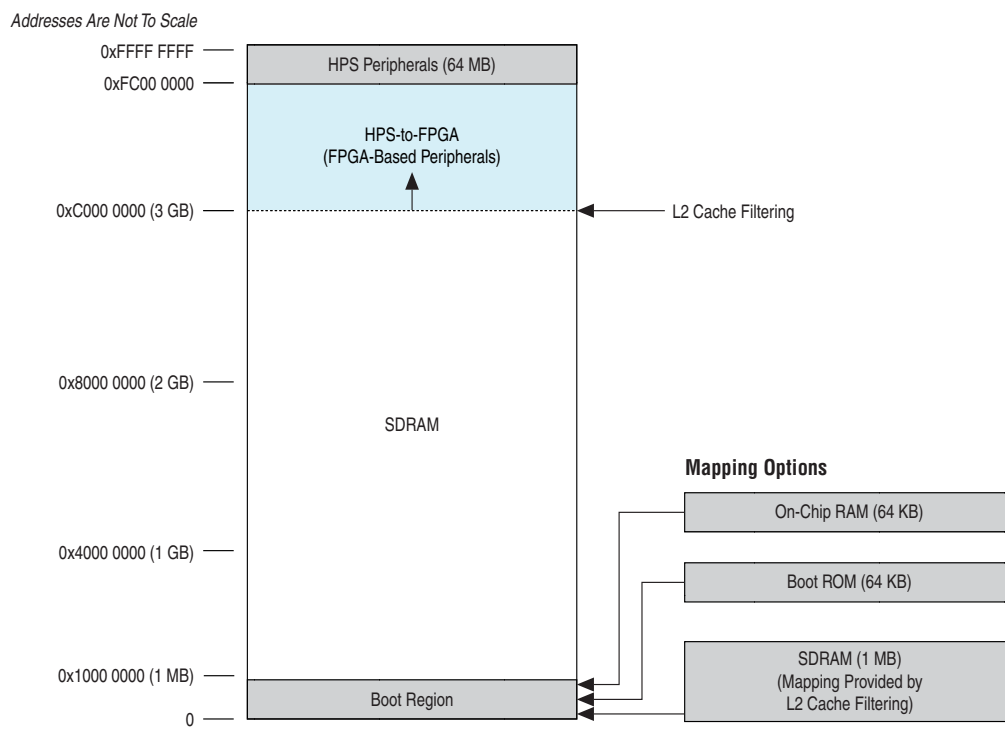 Addresses Are Not To Scale
0xFFFF FFFF
HPS Peripherals (64 MB)
0xFC00 0000
HPS-to-FPGA
(FPGA-Based Peripherals)
0xC000 0000 (3 GB)
L2 Cache Filtering
0x8000 0000 (2 GB)
SDRAM
Mapping Options
On-Chip RAM (64 KB)
0x4000 0000 (1 GB)
Boot ROM (64 KB)
SDRAM (1 MB)
(Mapping Provided by
L2 Cache Filtering)
0x1000 0000 (1 MB)
Boot Region
0